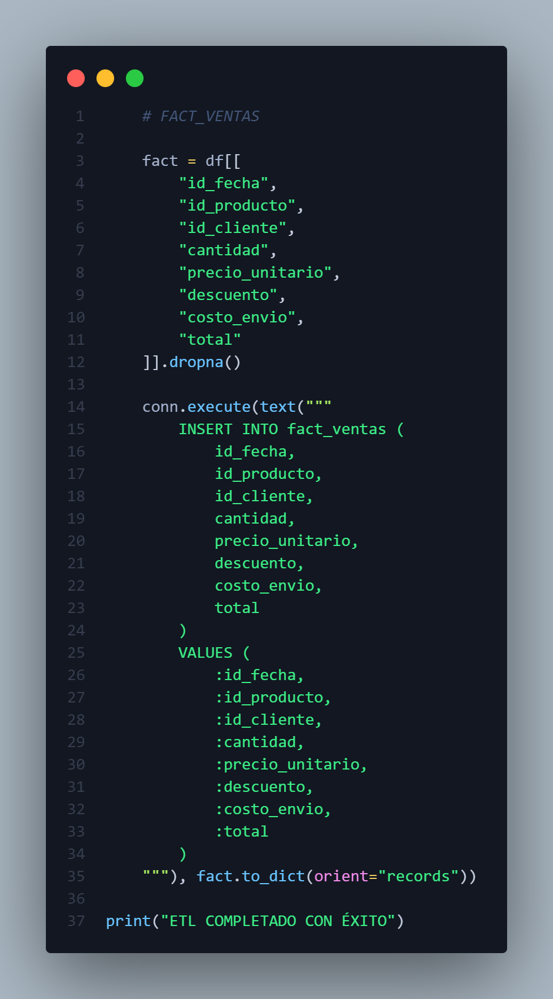 1 # FACT_VENTAS
2
3 fact = df[[
4 "id_fecha",
5 "id_producto",
6 "id_cliente",
7 "cantidad",
8 "precio_unitario",
9 "descuento",
10 "costo_envio",
11 "total"
12 ]].dropna()
13
14 conn.execute(text("""
15 INSERT INTO fact_ventas (
16 id_fecha,
17 id_producto,
18 id_cliente,
19 cantidad,
20 precio_unitario,
21 descuento,
22 costo_envio,
23 total
24 )
25 VALUES (
26 :id_fecha,
27 :id_producto,
28 :id_cliente,
29 :cantidad,
30 :precio_unitario,
31 :descuento,
32 :costo_envio,
33 :total
34 )
35 """), fact.to_dict(orient="records"))
36
37 print("ETL COMPLETADO CON ÉXITO")